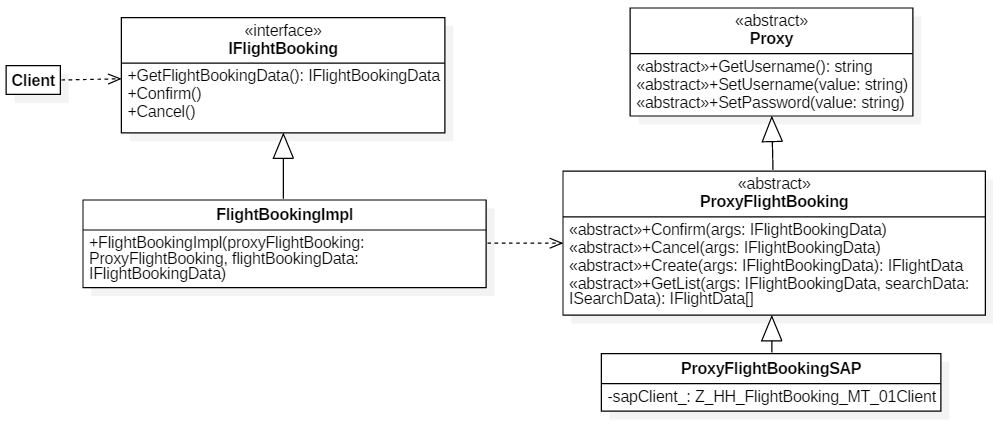 «interface»
IFlightBooking
+GetFlightBookingData(): IFlightBookingData
+Confirm()
+Cancel()
Client
«abstract»
Proxy
«abstract»+GetUsername(): string
«abstract»+SetUsername(value: string)
«abstract»+SetPassword(value: string)
FlightBookingImpl
+FlightBookingImpl(proxyFlightBooking:
ProxyFlightBooking, flightBookingData:
IFlightBookingData)
«abstract»
ProxyFlightBooking
«abstract»+Confirm(args: IFlightBookingData)
«abstract»+Cancel(args: IFlightBookingData)
«abstract»+Create(args: IFlightBookingData): IFlightData
«abstract»+GetList(args: IFlightBookingData, searchData:
ISearchData): IFlightData[]
ProxyFlightBookingSAP
-sapClient_: Z_HH_FlightBooking_MT_01Client